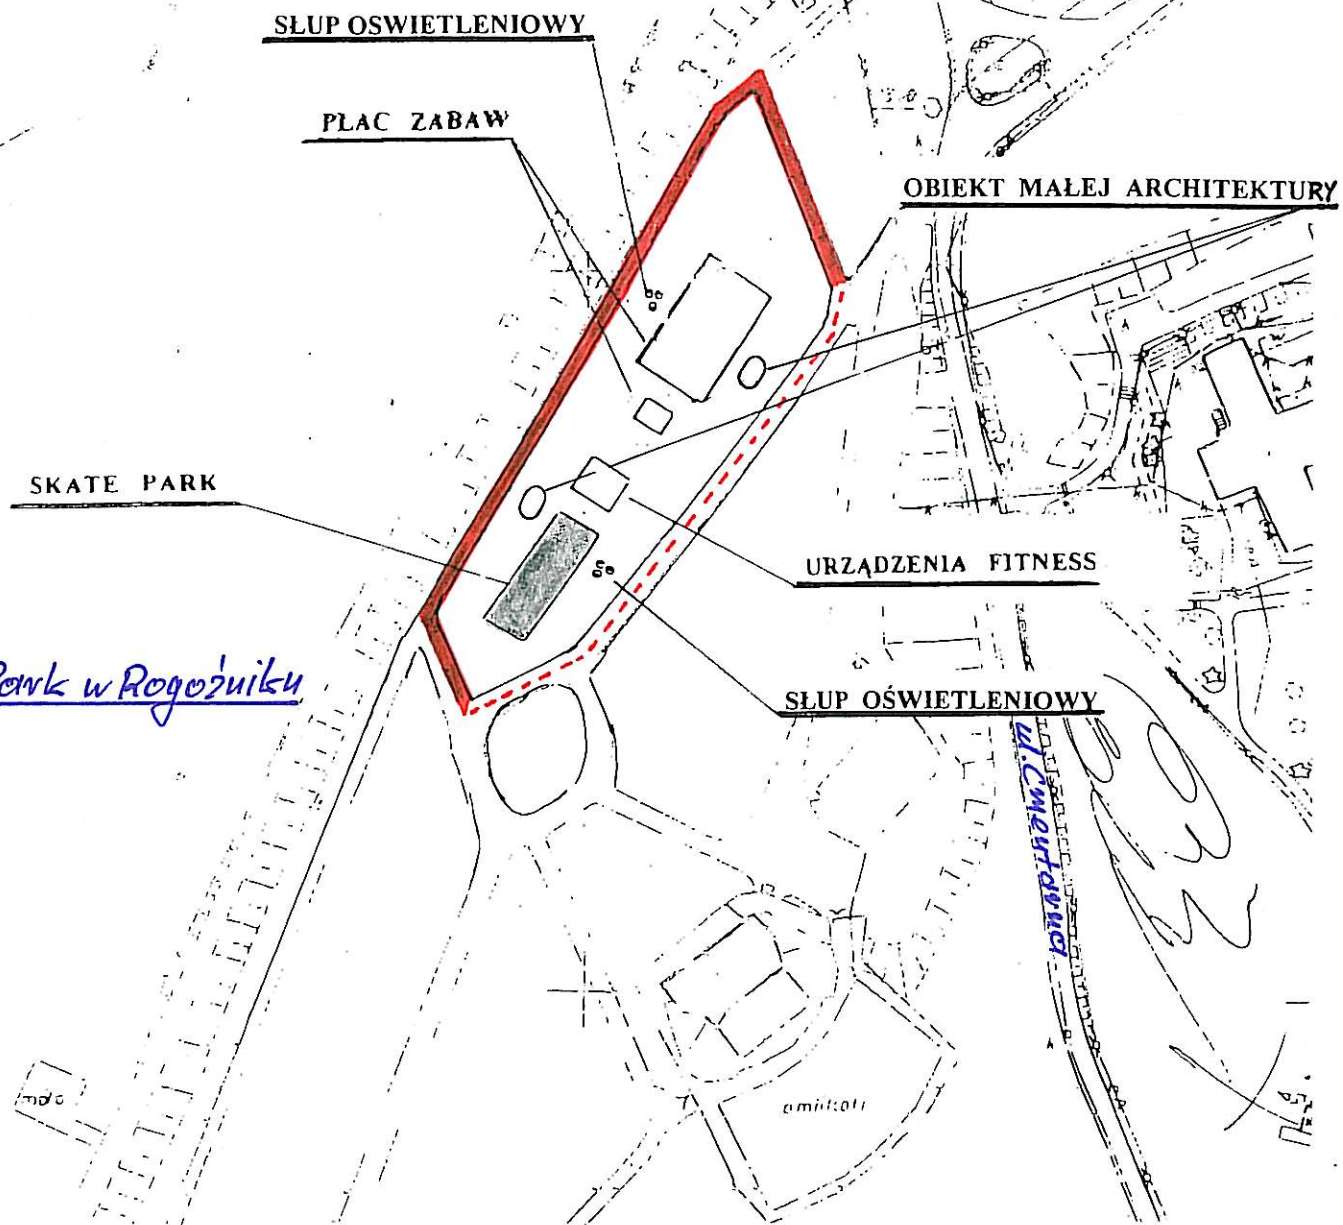 SŁUP OSWIETLENIOWY
PLAC ZABAW
OBIEKT MAŁEJ ARCHITEKTURY
SKATE PARK
URZĄDZENIA FITNESS
Park w Rogoźniku
SŁUP OŚWIETLENIOWY
ul. Cmentarna